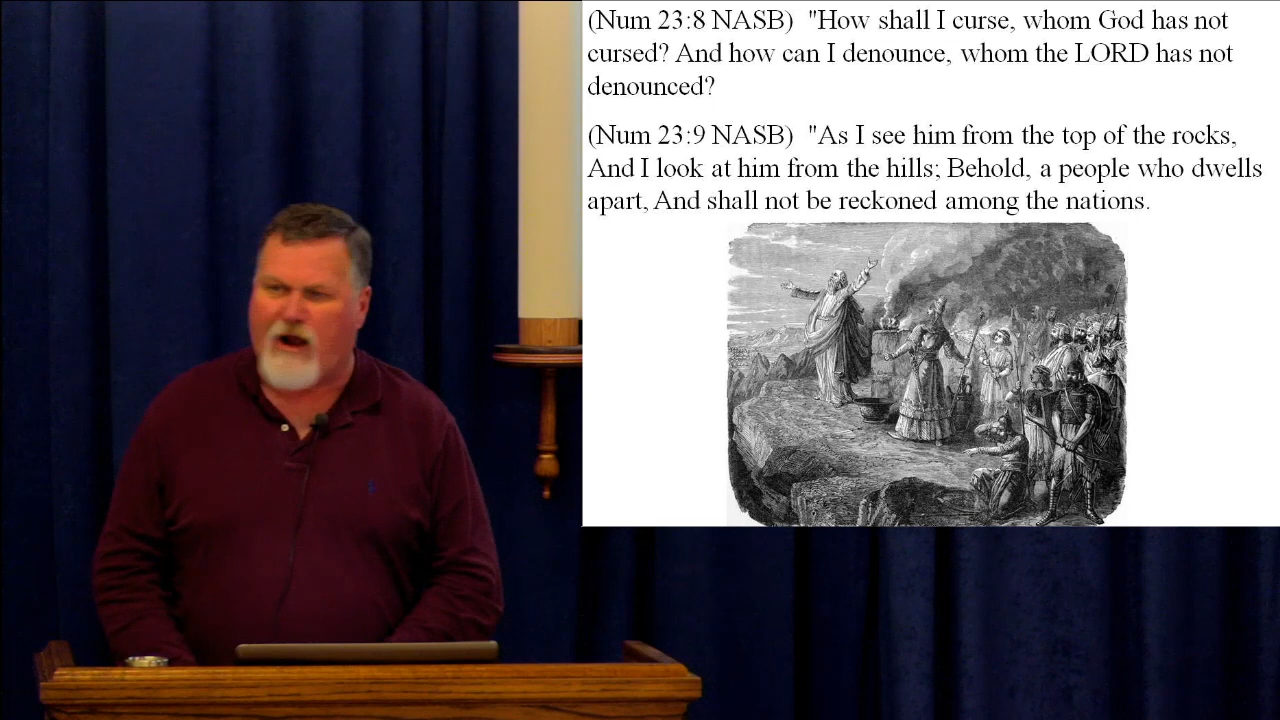 (Num 23:8 NASB)  "How shall I curse, whom God has not
cursed? And how can I denounce, whom the LORD has not
denounced?
(Num 23:9 NASB)  "As I see him from the top of the rocks,
And I look at him from the hills; Behold, a people who dwells
apart, And shall not be reckoned among the nations.